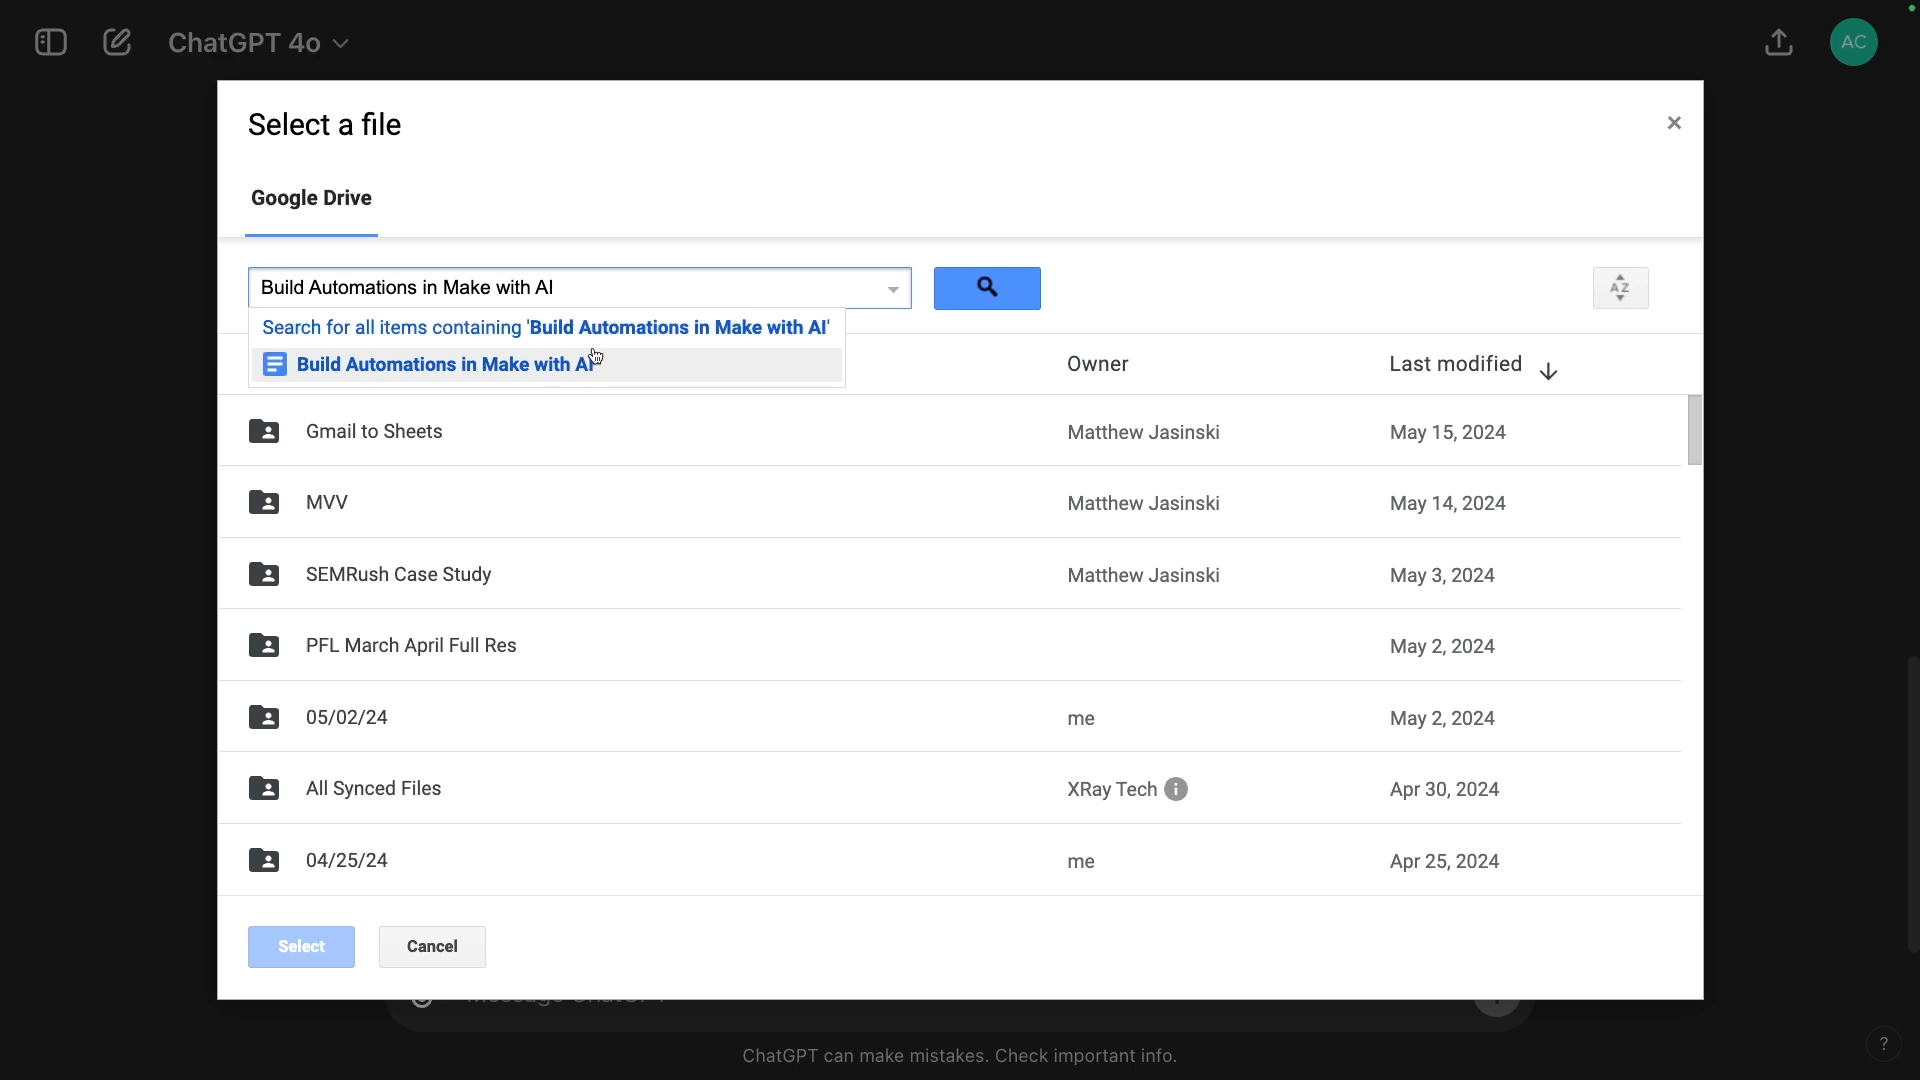 ChatGPT 4o
AC
Select a file
Google Drive
Build Automations in Make with AI
AZ
Search for all items containing 'Build Automations in Make with AI'
Build Automations in Make with AI
Owner
Last modified
Gmail to Sheets
Matthew Jasinski
May 15, 2024
MVV
Matthew Jasinski
May 14, 2024
SEMRush Case Study
Matthew Jasinski
May 3, 2024
PFL March April Full Res
May 2, 2024
05/02/24
me
May 2, 2024
All Synced Files
XRay Tech
Apr 30, 2024
04/25/24
me
Apr 25, 2024
Select
Cancel
ChatGPT can make mistakes. Check important info.
?